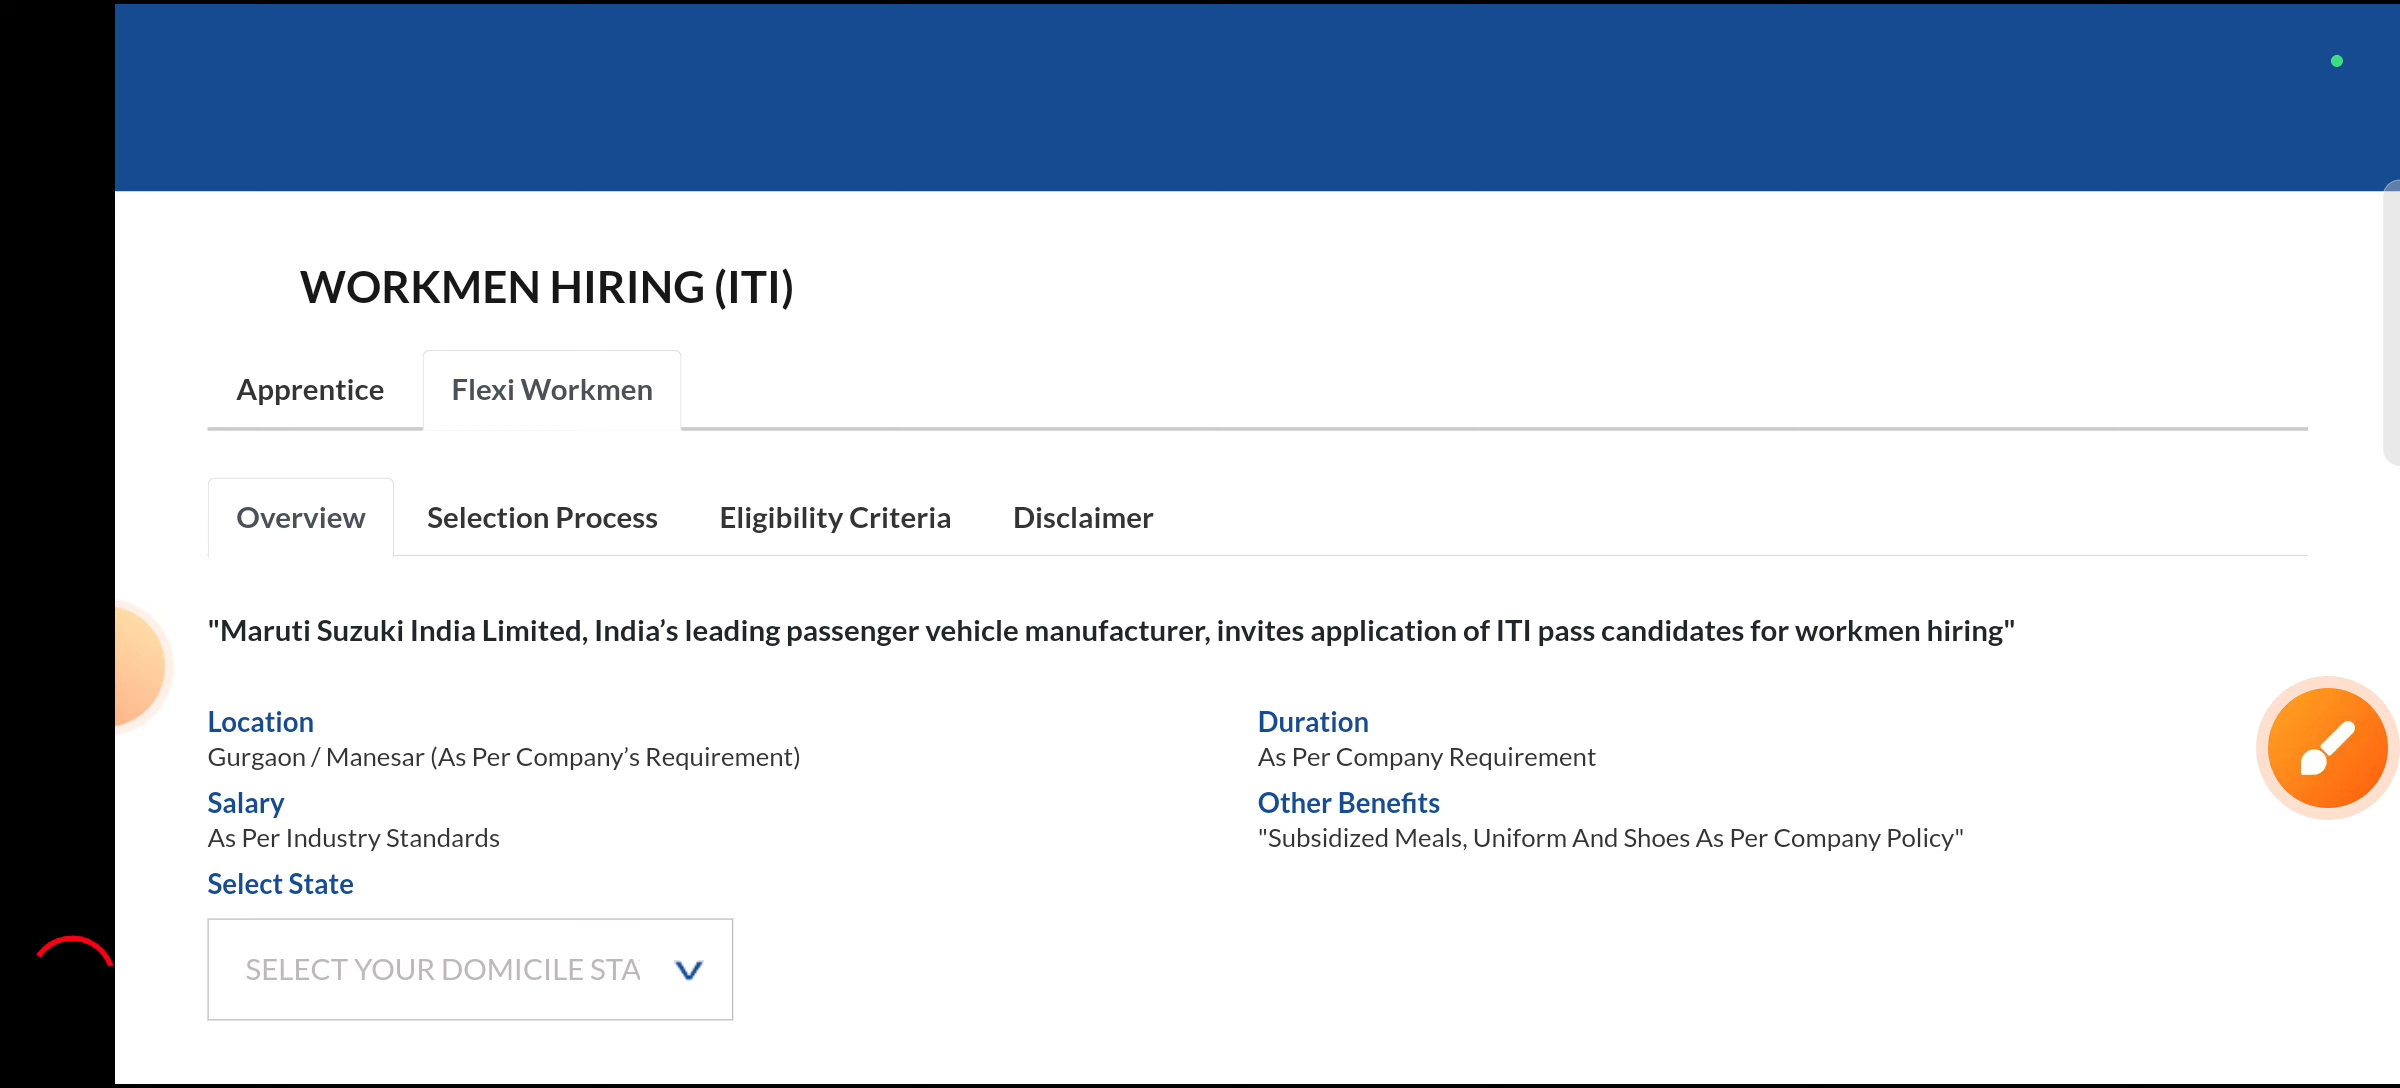 WORKMEN HIRING (ITI)
Apprentice
Flexi Workmen
Overview
Selection Process
Eligibility Criteria
Disclaimer
"Maruti Suzuki India Limited, India’s leading passenger vehicle manufacturer, invites application of ITI pass candidates for workmen hiring"
Location
Gurgaon / Manesar (As Per Company’s Requirement)
Duration
As Per Company Requirement
Salary
As Per Industry Standards
Other Benefits
"Subsidized Meals, Uniform And Shoes As Per Company Policy"
Select State
SELECT YOUR DOMICILE STA